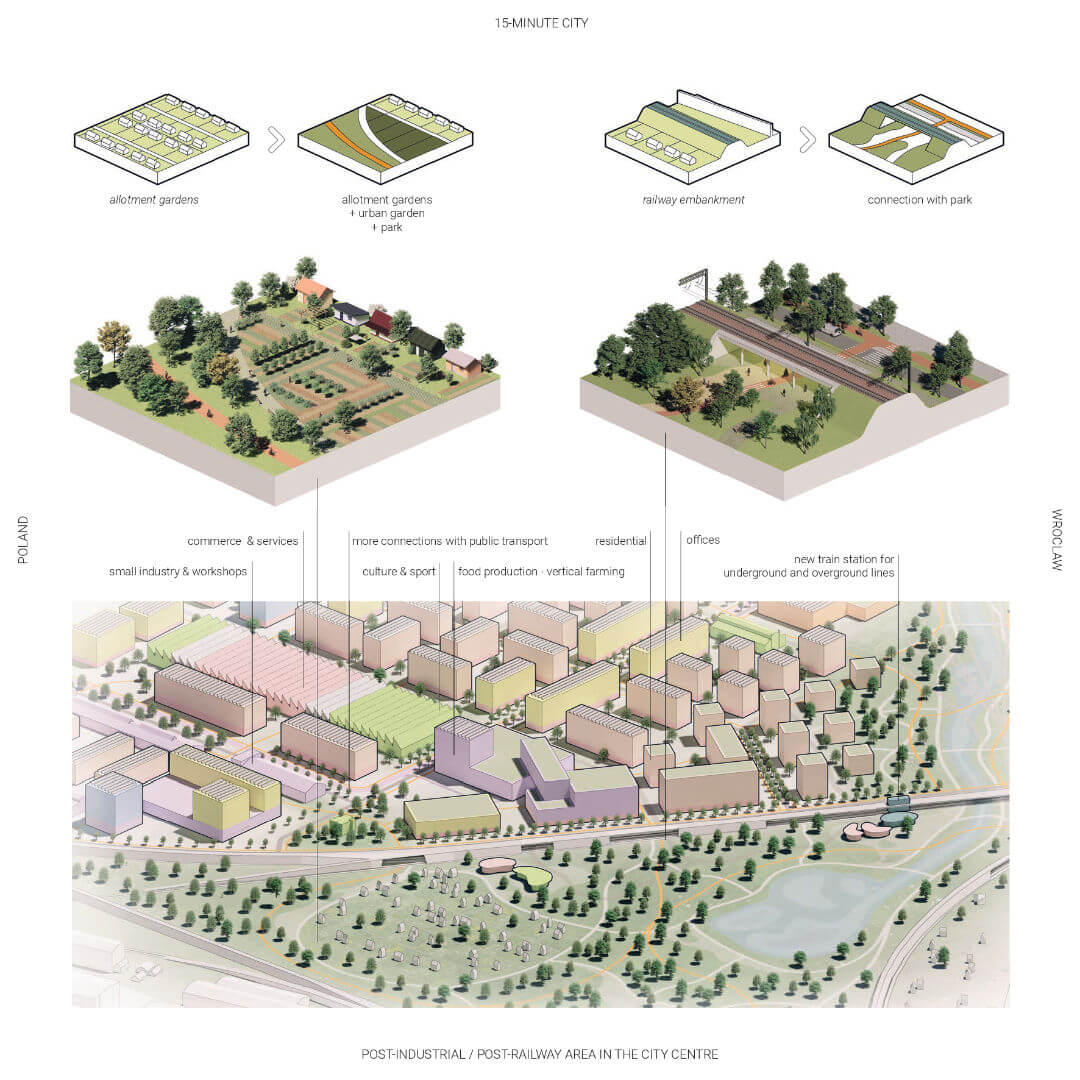 15-MINUTE CITY
allotment gardens
allotment gardens
+ urban garden
+ park
railway embankment
connection with park
POLAND
WROCLAW
commerce & services
more connections with public transport
residential
offices
small industry & workshops
culture & sport
food production - vertical farming
new train station for
underground and overground lines
POST-INDUSTRIAL / POST-RAILWAY AREA IN THE CITY CENTRE